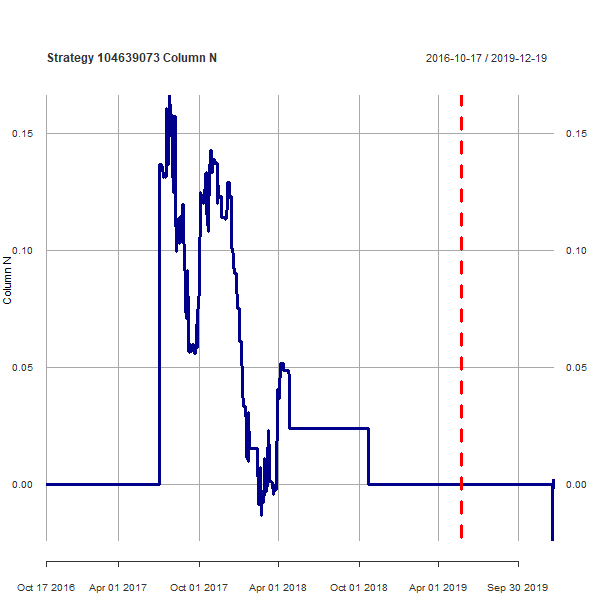 Strategy 104639073 Column N
2016-10-17 / 2019-12-19
0.15 0.15
0.10 0.10
Column N
0.05 0.05
0.00 0.00
Oct 17 2016 Apr 01 2017 Oct 01 2017 Apr 01 2018 Oct 01 2018 Apr 01 2019 Sep 30 2019